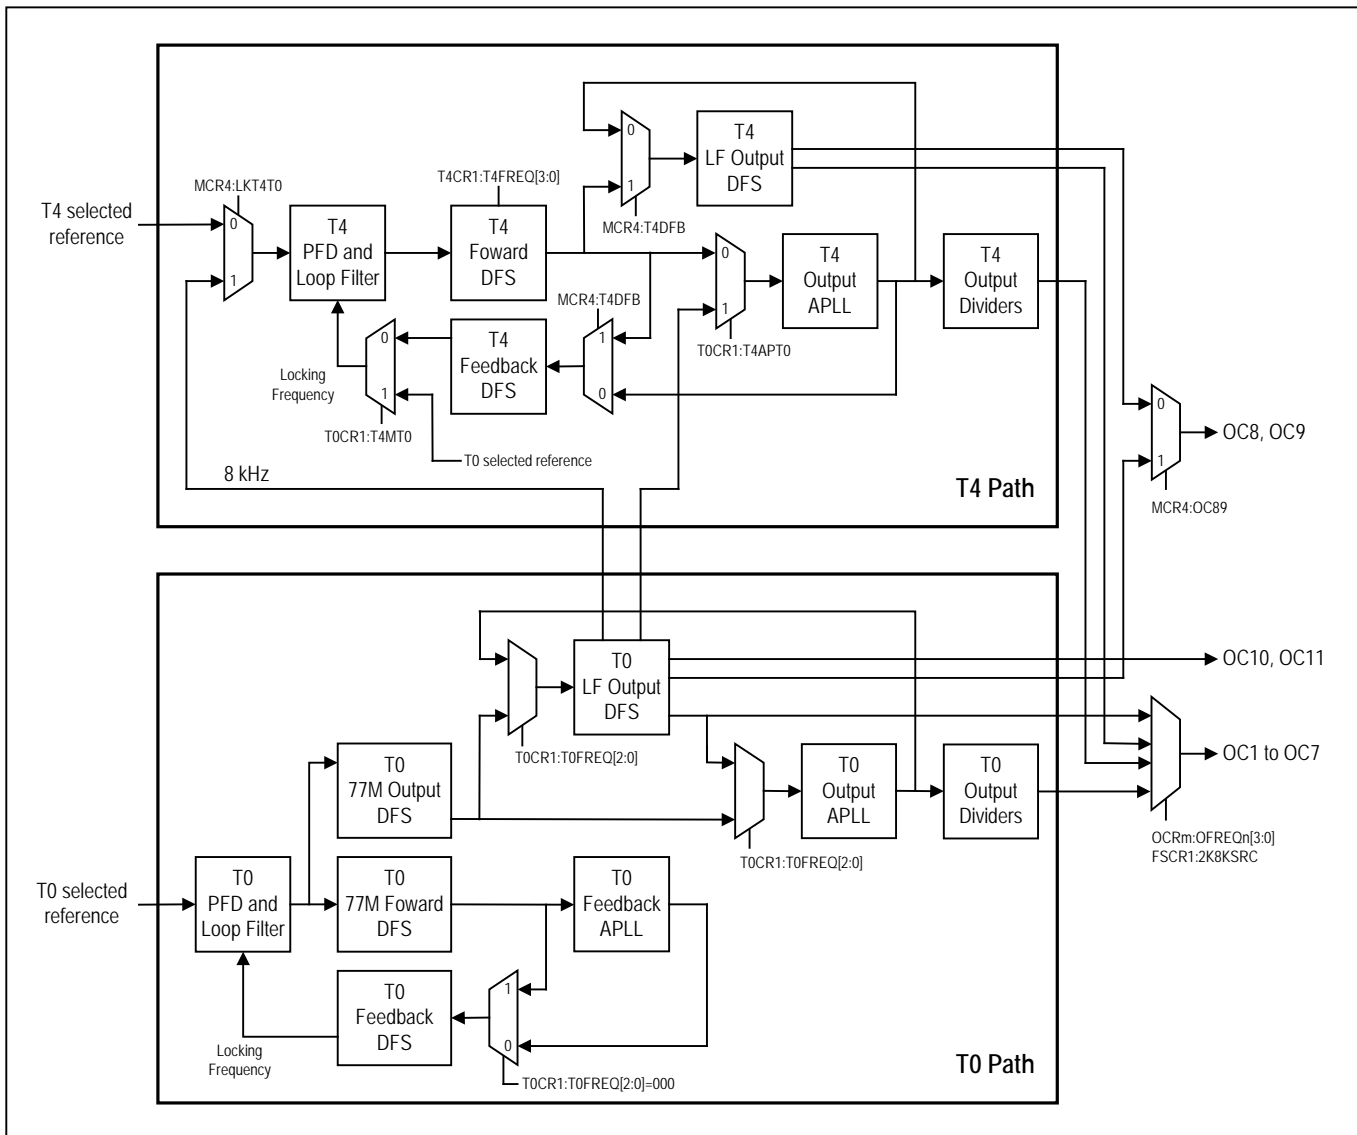 T4 selected
reference
MCR4:LKT4T0
0
1
T4
PFD and
Loop Filter
T4CR1:T4FREQ[3:0]
T4
Foward
DFS
0
1
MCR4:T4DFB
T4
LF Output
DFS
0
1
T0CR1:T4APT0
T4
Output
APLL
T4
Output
Dividers
MCR4:T4DFB
1
0
T4
Feedback
DFS
0
1
Locking
Frequency
T0CR1:T4MT0
T0 selected reference
8 kHz
T4 Path
0
1
OC8, OC9
MCR4:OC89
T0
LF Output
DFS
OC10, OC11
T0CR1:T0FREQ[2:0]
T0
77M Output
DFS
T0
Output
APLL
T0
Output
Dividers
OC1 to OC7
T0CR1:T0FREQ[2:0]
OCRm:OFREQn[3:0]
FSCR1:2K8KSRC
T0 selected
reference
T0
PFD and
Loop Filter
T0
77M Foward
DFS
T0
Feedback
APLL
T0
Feedback
DFS
1
0
Locking
Frequency
T0CR1:T0FREQ[2:0]=000
T0 Path